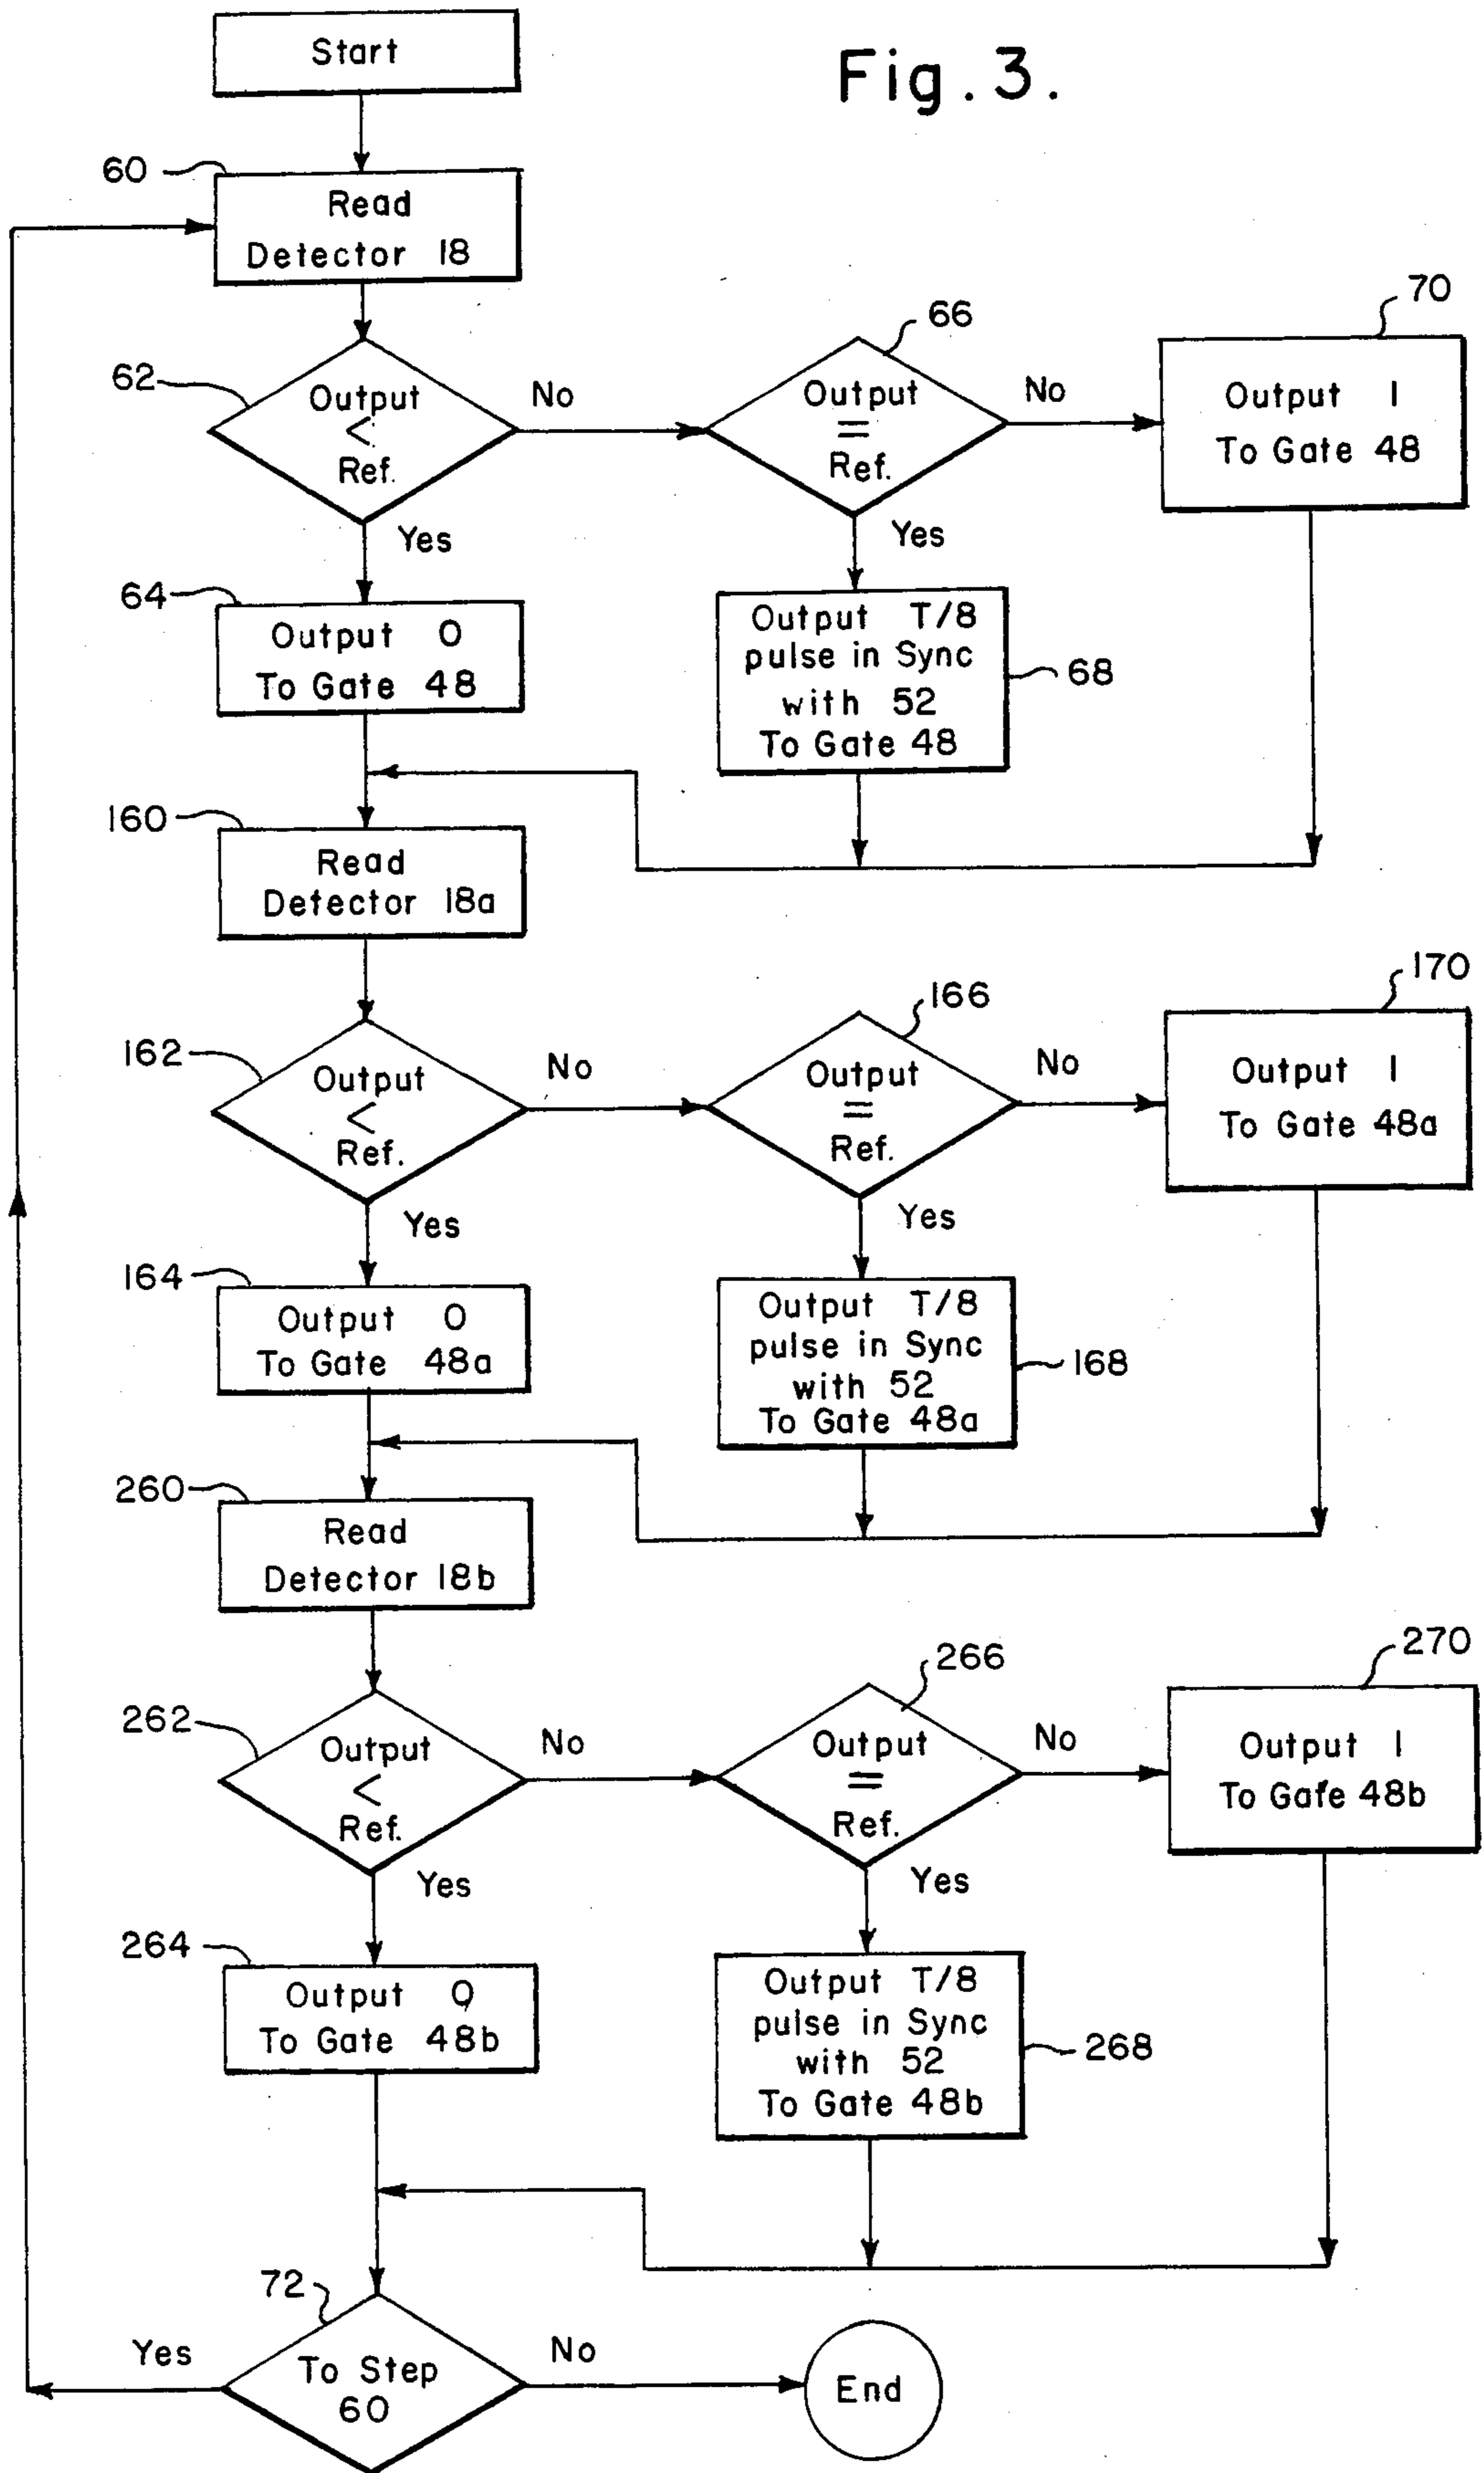 Fig. 3.
Start
60
Read
Detector 18
62
Output
<
Ref.
No
Yes
66
Output
=
Ref.
No
Yes
70
Output 1
To Gate 48
64
Output 0
To Gate 48
Output T/8
pulse in Sync
with 52
To Gate 48
68
160
Read
Detector 18a
162
Output
<
Ref.
No
Yes
166
Output
=
Ref.
No
Yes
170
Output 1
To Gate 48a
164
Output 0
To Gate 48a
Output T/8
pulse in Sync
with 52
To Gate 48a
168
260
Read
Detector 18b
262
Output
<
Ref.
No
Yes
266
Output
=
Ref.
No
Yes
270
Output 1
To Gate 48b
264
Output 0
To Gate 48b
Output T/8
pulse in Sync
with 52
To Gate 48b
268
72
To Step
60
Yes
No
End